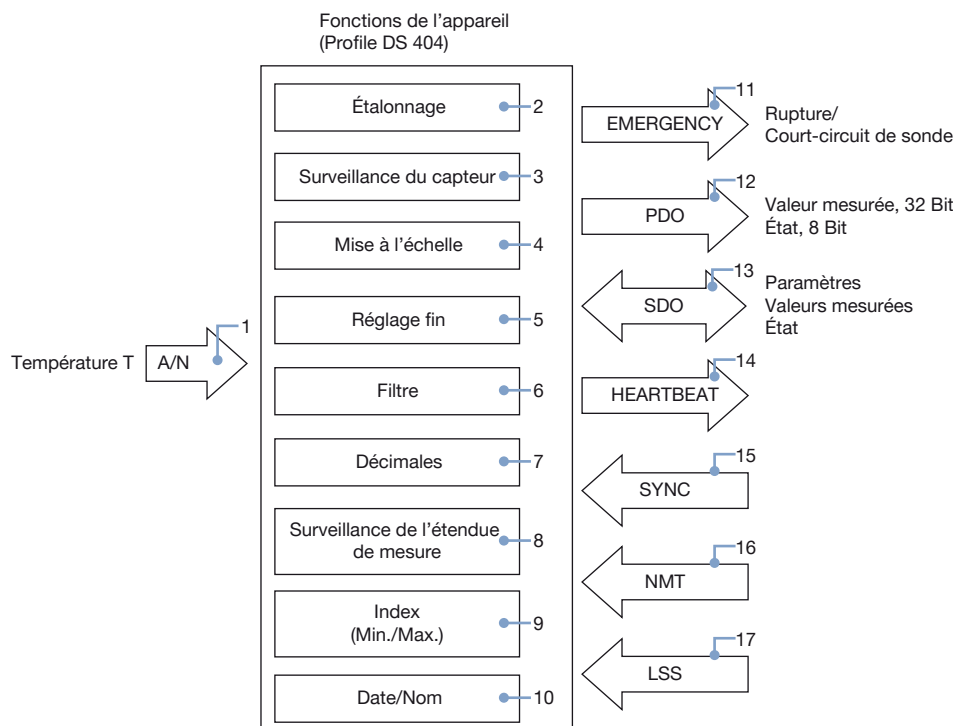 Fonctions de l'appareil
(Profile DS 404)
Température T
A/N
1
Étalonnage
2
Surveillance du capteur
3
Mise à l'échelle
4
Réglage fin
5
Filtre
6
Décimales
7
Surveillance de l'étendue
de mesure
8
Index
(Min./Max.)
9
Date/Nom
10
EMERGENCY
11
Rupture/
Court-circuit de sonde
PDO
12
Valeur mesurée, 32 Bit
État, 8 Bit
SDO
13
Paramètres
Valeurs mesurées
État
HEARTBEAT
14
SYNC
15
NMT
16
LSS
17